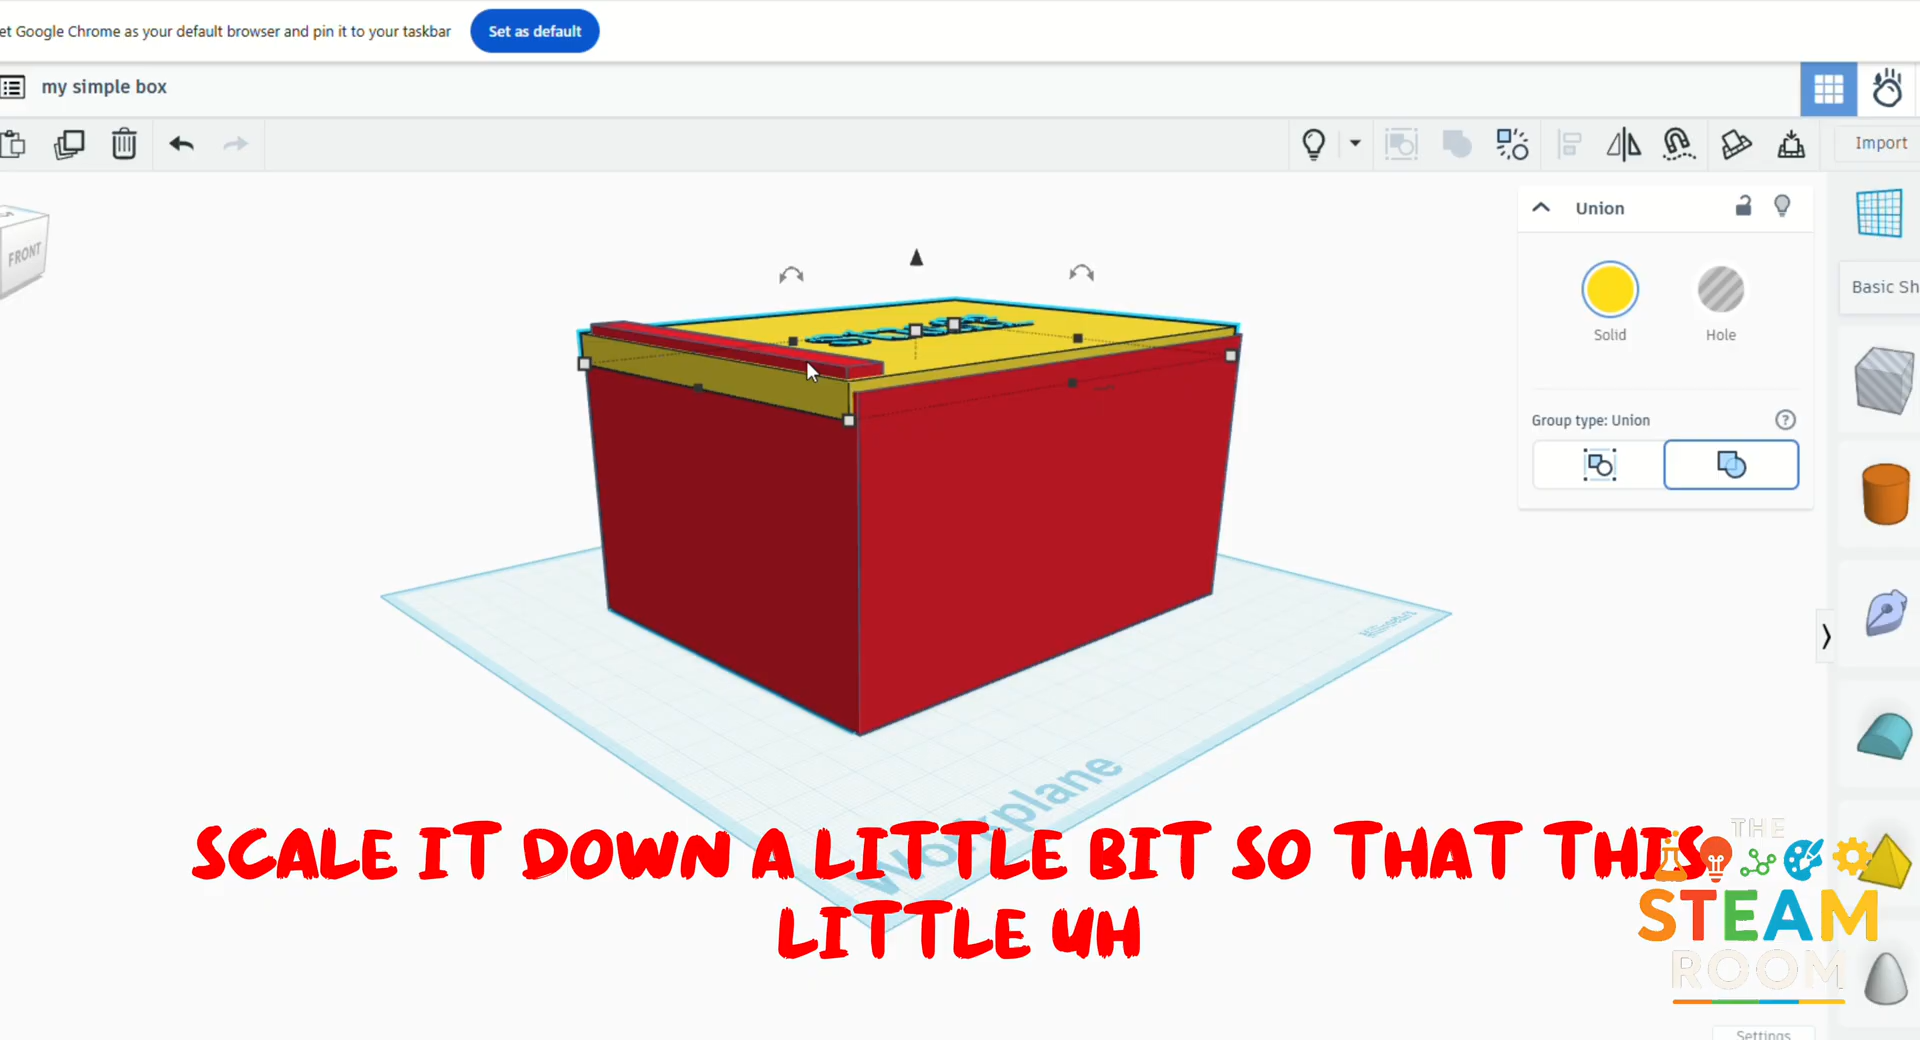 et Google Chrome as your default browser and pin it to your taskbar
Set as default
my simple box
Import
FRONT
Union
Solid
Hole
Group type: Union
?
Basic Sh
Workplane
SCALE IT DOWN A LITTLE BIT SO THAT THIS
LITTLE UH
THE
STEAM
ROOM
Settings